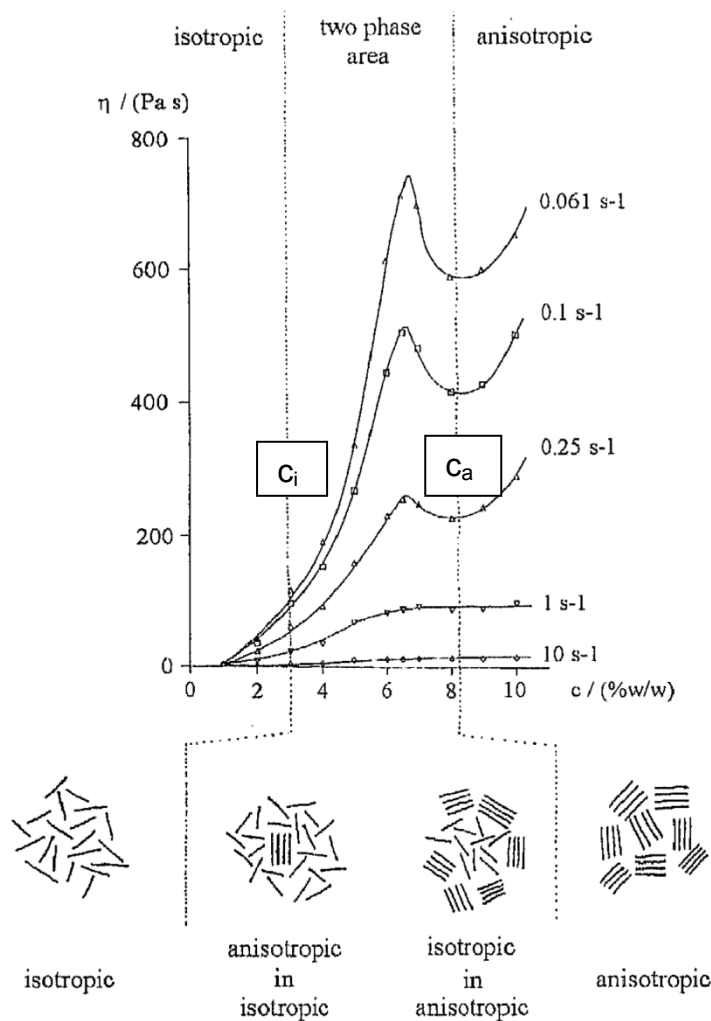 isotropic
two phase
area
anisotropic
η / (Pa s)
800
600
400
200
0
0.061 s-1
0.1 s-1
0.25 s-1
1 s-1
10 s-1
ci
ca
0
2
4
6
8
10
c / (%w/w)
isotropic
anisotropic
in
isotropic
isotropic
in
anisotropic
anisotropic